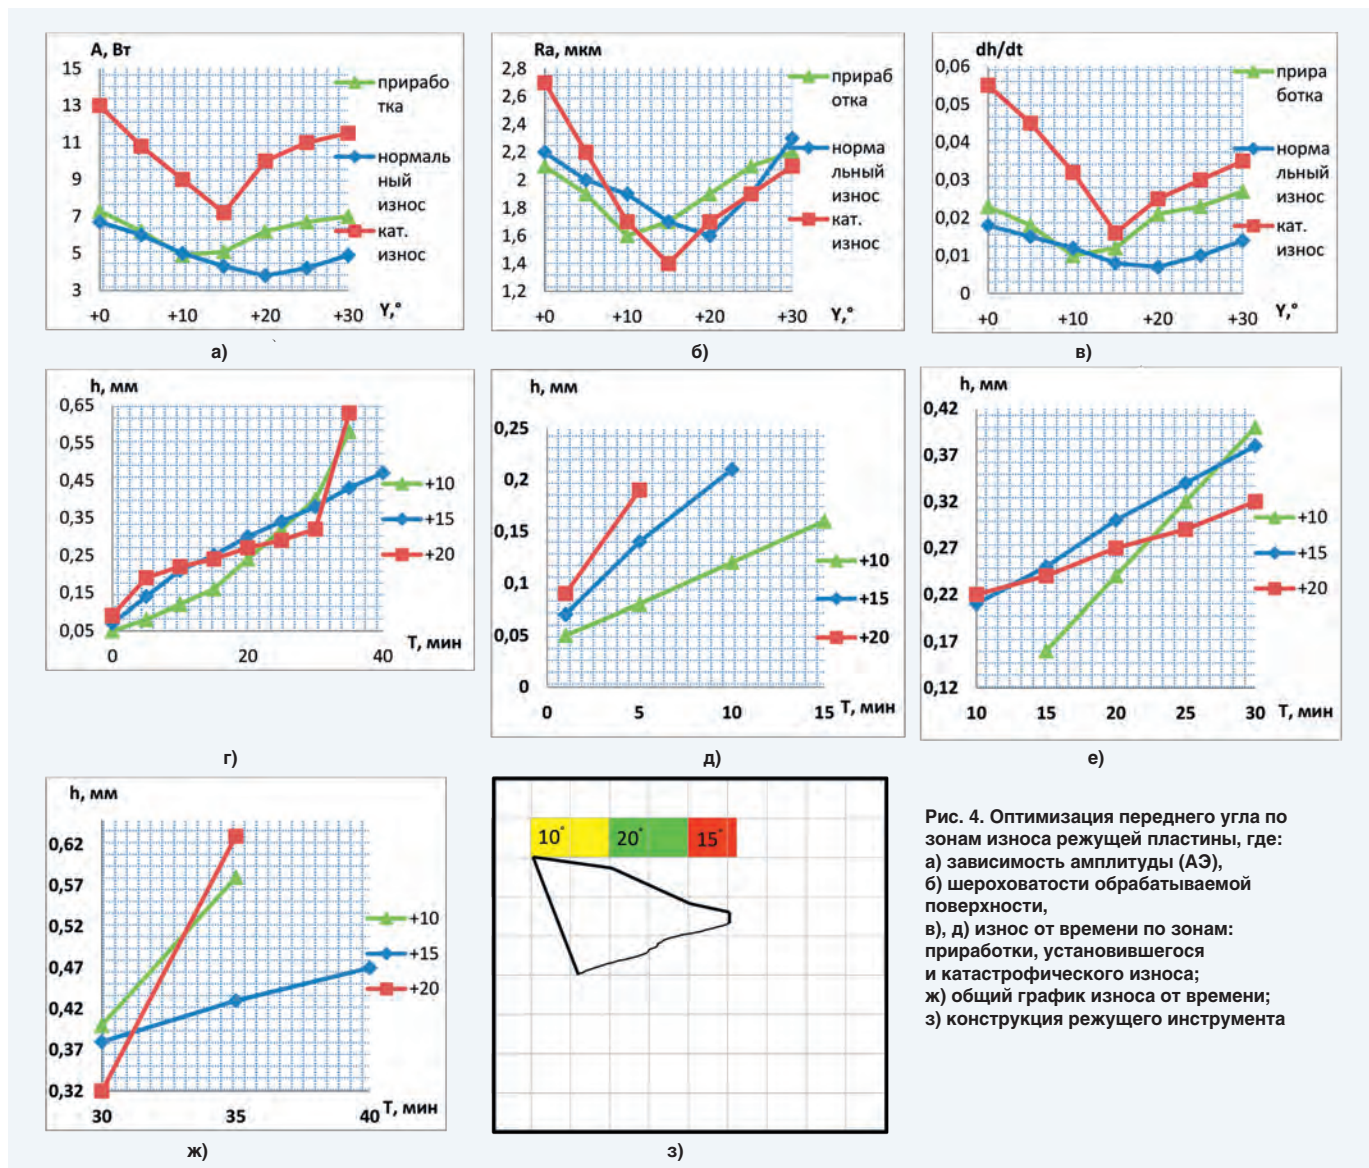 А, Вт
15
13
11
9
7
5
3
+0
+10
+20
+30
Y,°
прирабо
тка
нормаль
ный
износ
кат.
износ
а)
Ra, мкм
2,8
2,6
2,4
2,2
2
1,8
1,6
1,4
1,2
+0
+10
+20
+30
Y,°
прираб
отка
норма
льный
износ
кат.
износ
б)
dh/dt
0,06
0,05
0,04
0,03
0,02
0,01
0
+0
+10
+20
+30
Y,°
прира
ботка
норма
льный
износ
кат.
износ
в)
h, мм
0,65
0,55
0,45
0,35
0,25
0,15
0,05
0
20
40
Т, мин
+10
+15
+20
г)
h, мм
0,25
0,2
0,15
0,1
0,05
0
0
5
10
15
Т, мин
+10
+15
+20
д)
h, мм
0,42
0,37
0,32
0,27
0,22
0,17
0,12
10
15
20
25
30
Т, мин
+10
+15
+20
е)
h, мм
0,62
0,57
0,52
0,47
0,42
0,37
0,32
30
35
40
Т, мин
+10
+15
+20
ж)
10°
20°
15°
з)
Рис. 4. Оптимизация переднего угла по
зонам износа режущей пластины, где:
а) зависимость амплитуды (АЭ),
б) шероховатости обрабатываемой
поверхности,
в), д) износ от времени по зонам:
приработки, установившегося
и катастрофического износа;
ж) общий график износа от времени;
з) конструкция режущего инструмента